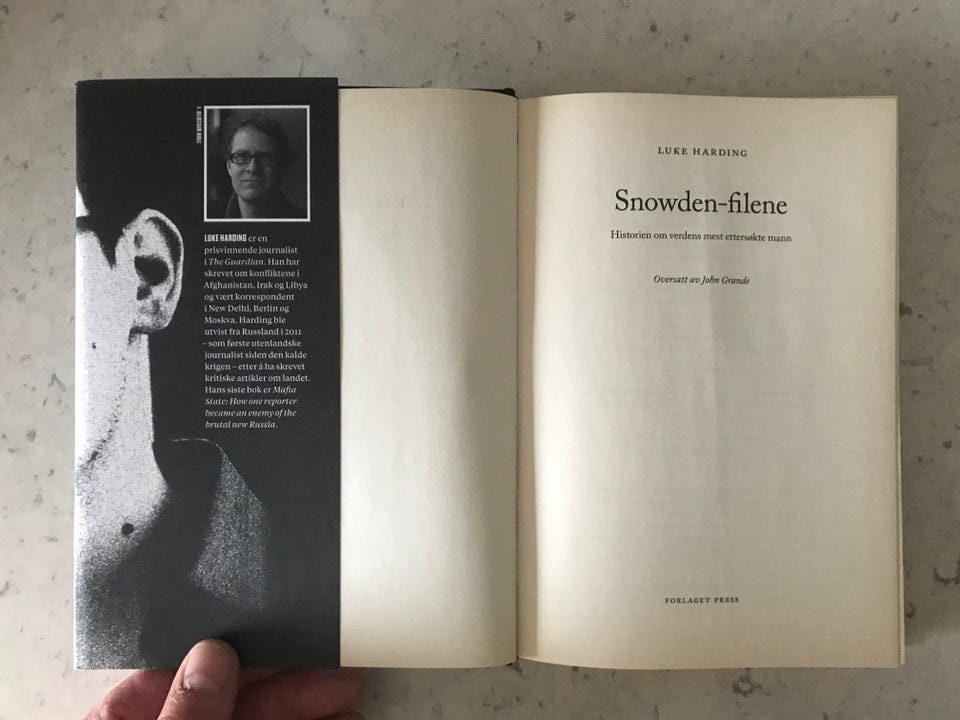 © ALISTAIR HALL
LUKE HARDING er en
prisvinnende journalist
i The Guardian. Han har
skrevet om konfliktene i
Afghanistan, Irak og Libya
og vært korrespondent
i New Delhi, Berlin og
Moskva. Harding ble
utvist fra Russland i 2011
– som første utenlandske
journalist siden den kalde
krigen – etter å ha skrevet
kritiske artikler om landet.
Hans siste bok er Mafia
State: How one reporter
became an enemy of the
brutal new Russia.
LUKE HARDING
Snowden-filene
Historien om verdens mest ettersøkte mann
Oversatt av John Grande
FORLAGET PRESS